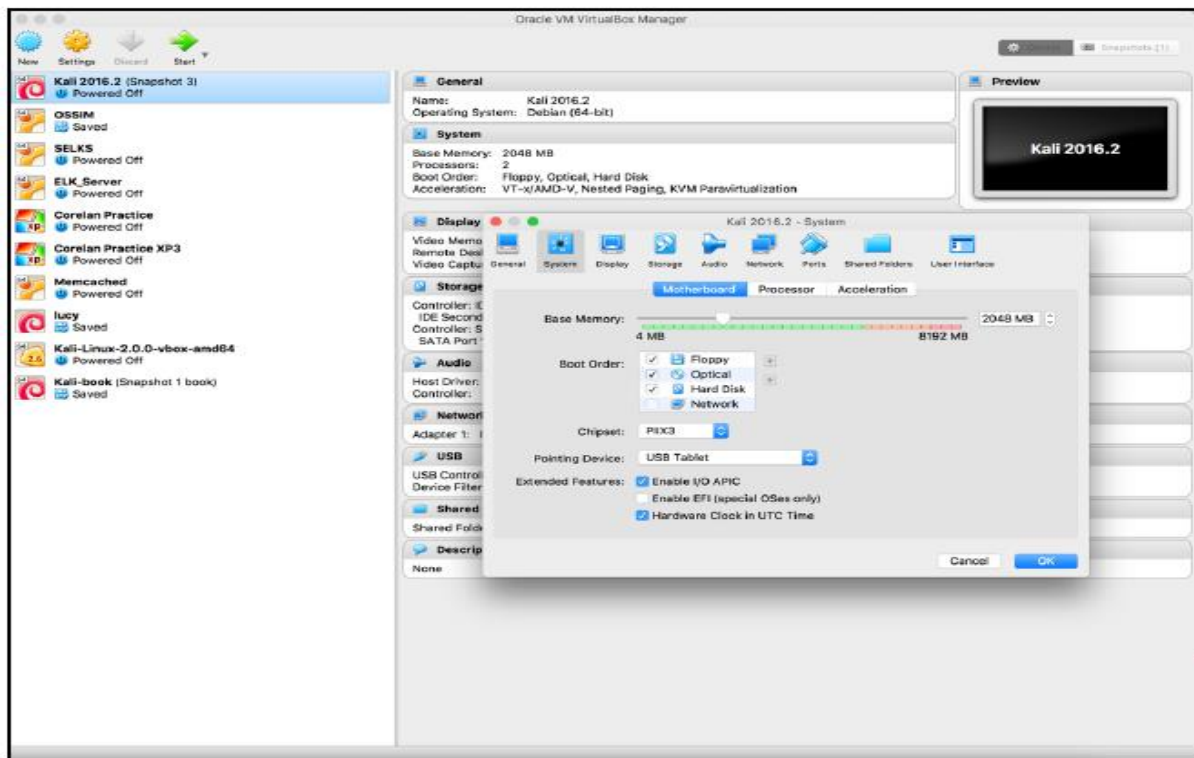 Oracle VM VirtualBox Manager
New Settings Discard Start
Snapshots (1)
Kali 2016.2 (Snapshot 3)
Powered Off
OSSIM
Saved
SELKS
Powered Off
ELK_Server
Powered Off
Corelan Practice
Powered Off
Corelan Practice XP3
Powered Off
Memcached
Powered Off
lucy
Saved
Kali-Linux-2.0.0-vbox-amd64
Powered Off
Kali-book (Snapshot 1 book)
Saved
General
Name: Kali 2016.2
Operating System: Debian (64-bit)
System
Base Memory: 2048 MB
Processors: 2
Boot Order: Floppy, Optical, Hard Disk
Acceleration: VT-x/AMD-V, Nested Paging, KVM Paravirtualization
Preview
Kali 2016.2
Display
Video Memo
Remote Desl
Video Captu
Storage
Controller: IC
IDE Second
Controller: S
SATA Port
Audio
Host Driver:
Controller:
Networ
Adapter 1:
USB
USB Control
Device Filter
Shared
Shared Folde
Descrip
None
Kali 2016.2 - System
General System Display Storage Audio Network Ports Shared Folders User Interface
Motherboard Processor Acceleration
Base Memory: 2048 MB
4 MB 8192 MB
Boot Order: Floppy
Optical
Hard Disk
Network
Chipset: PIIX3
Pointing Device: USB Tablet
Extended Features: Enable I/O APIC
Enable EFI (special OSes only)
Hardware Clock in UTC Time
Cancel OK